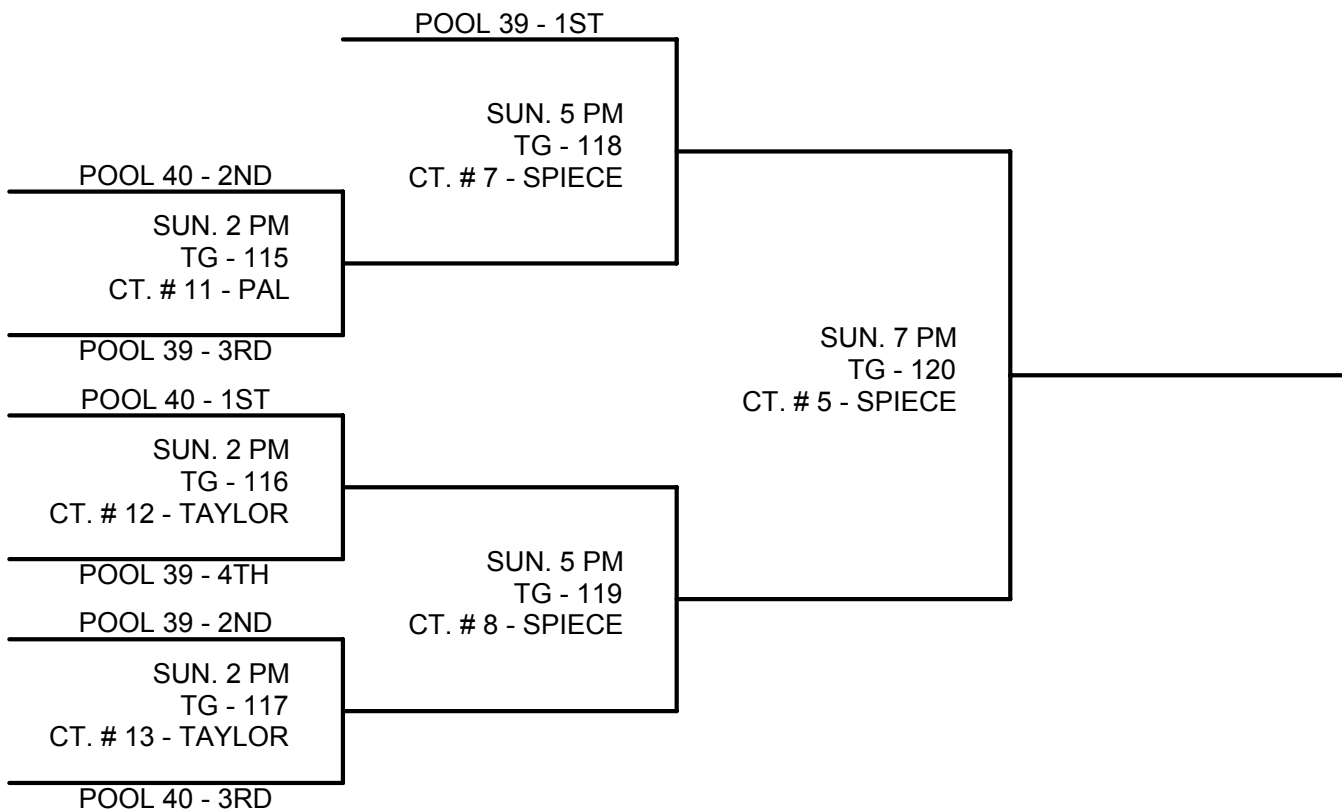 POOL 39 - 1ST
SUN. 5 PM
TG - 118
CT. # 7 - SPIECE
POOL 40 - 2ND
SUN. 2 PM
TG - 115
CT. # 11 - PAL
POOL 39 - 3RD
SUN. 7 PM
TG - 120
CT. # 5 - SPIECE
POOL 40 - 1ST
SUN. 2 PM
TG - 116
CT. # 12 - TAYLOR
POOL 39 - 4TH
SUN. 5 PM
TG - 119
CT. # 8 - SPIECE
POOL 39 - 2ND
SUN. 2 PM
TG - 117
CT. # 13 - TAYLOR
POOL 40 - 3RD